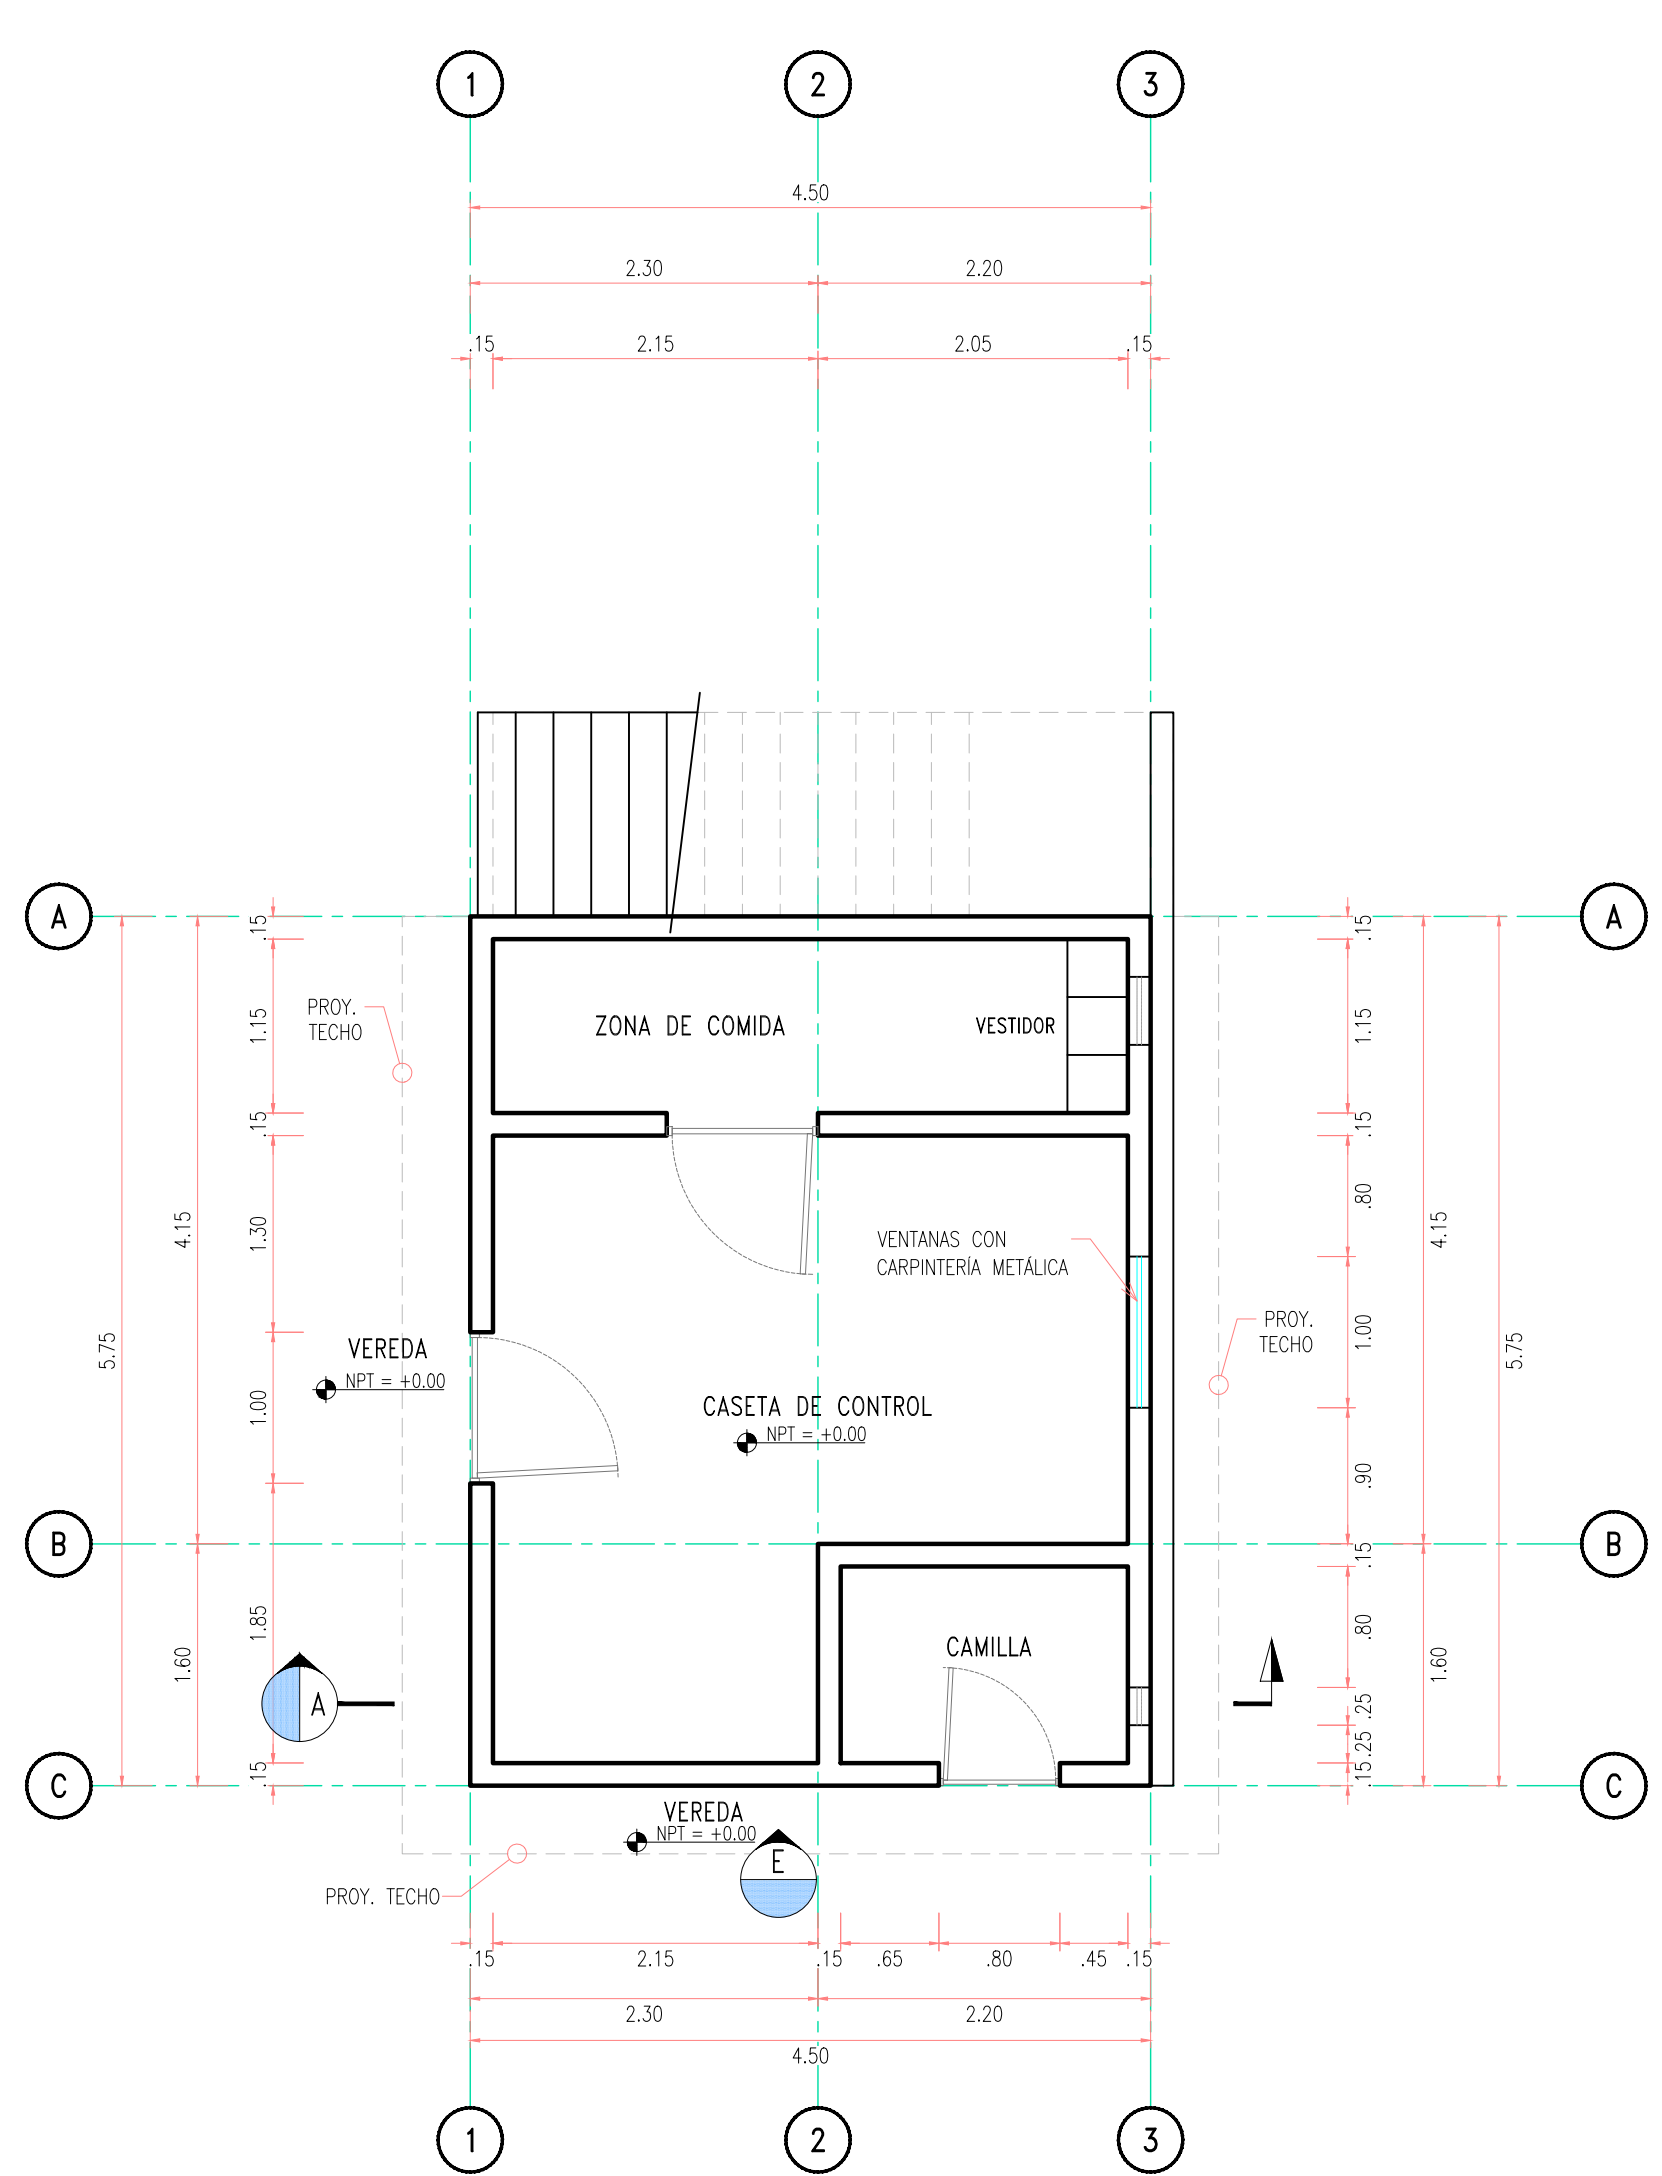 1 2 3
4.50
2.30 2.20
.15 2.15 2.05 .15
A A
.15 .15
PROY.
TECHO
1.15 ZONA DE COMIDA VESTIDOR 1.15
.15 .15
.80
1.30
4.15 4.15
VENTANAS CON
CARPINTERÍA METÁLICA
PROY.
TECHO
1.00
5.75 5.75
VEREDA
NPT = +0.00
1.00
CASETA DE CONTROL
NPT = +0.00
.90
B B
.15
1.85 .80
1.60 1.60
CAMILLA
A
.25
.25
.15 .15
C C
VEREDA
NPT = +0.00
E
PROY. TECHO
.15 2.15 .15 .65 .80 .45 .15
2.30 2.20
4.50
1 2 3